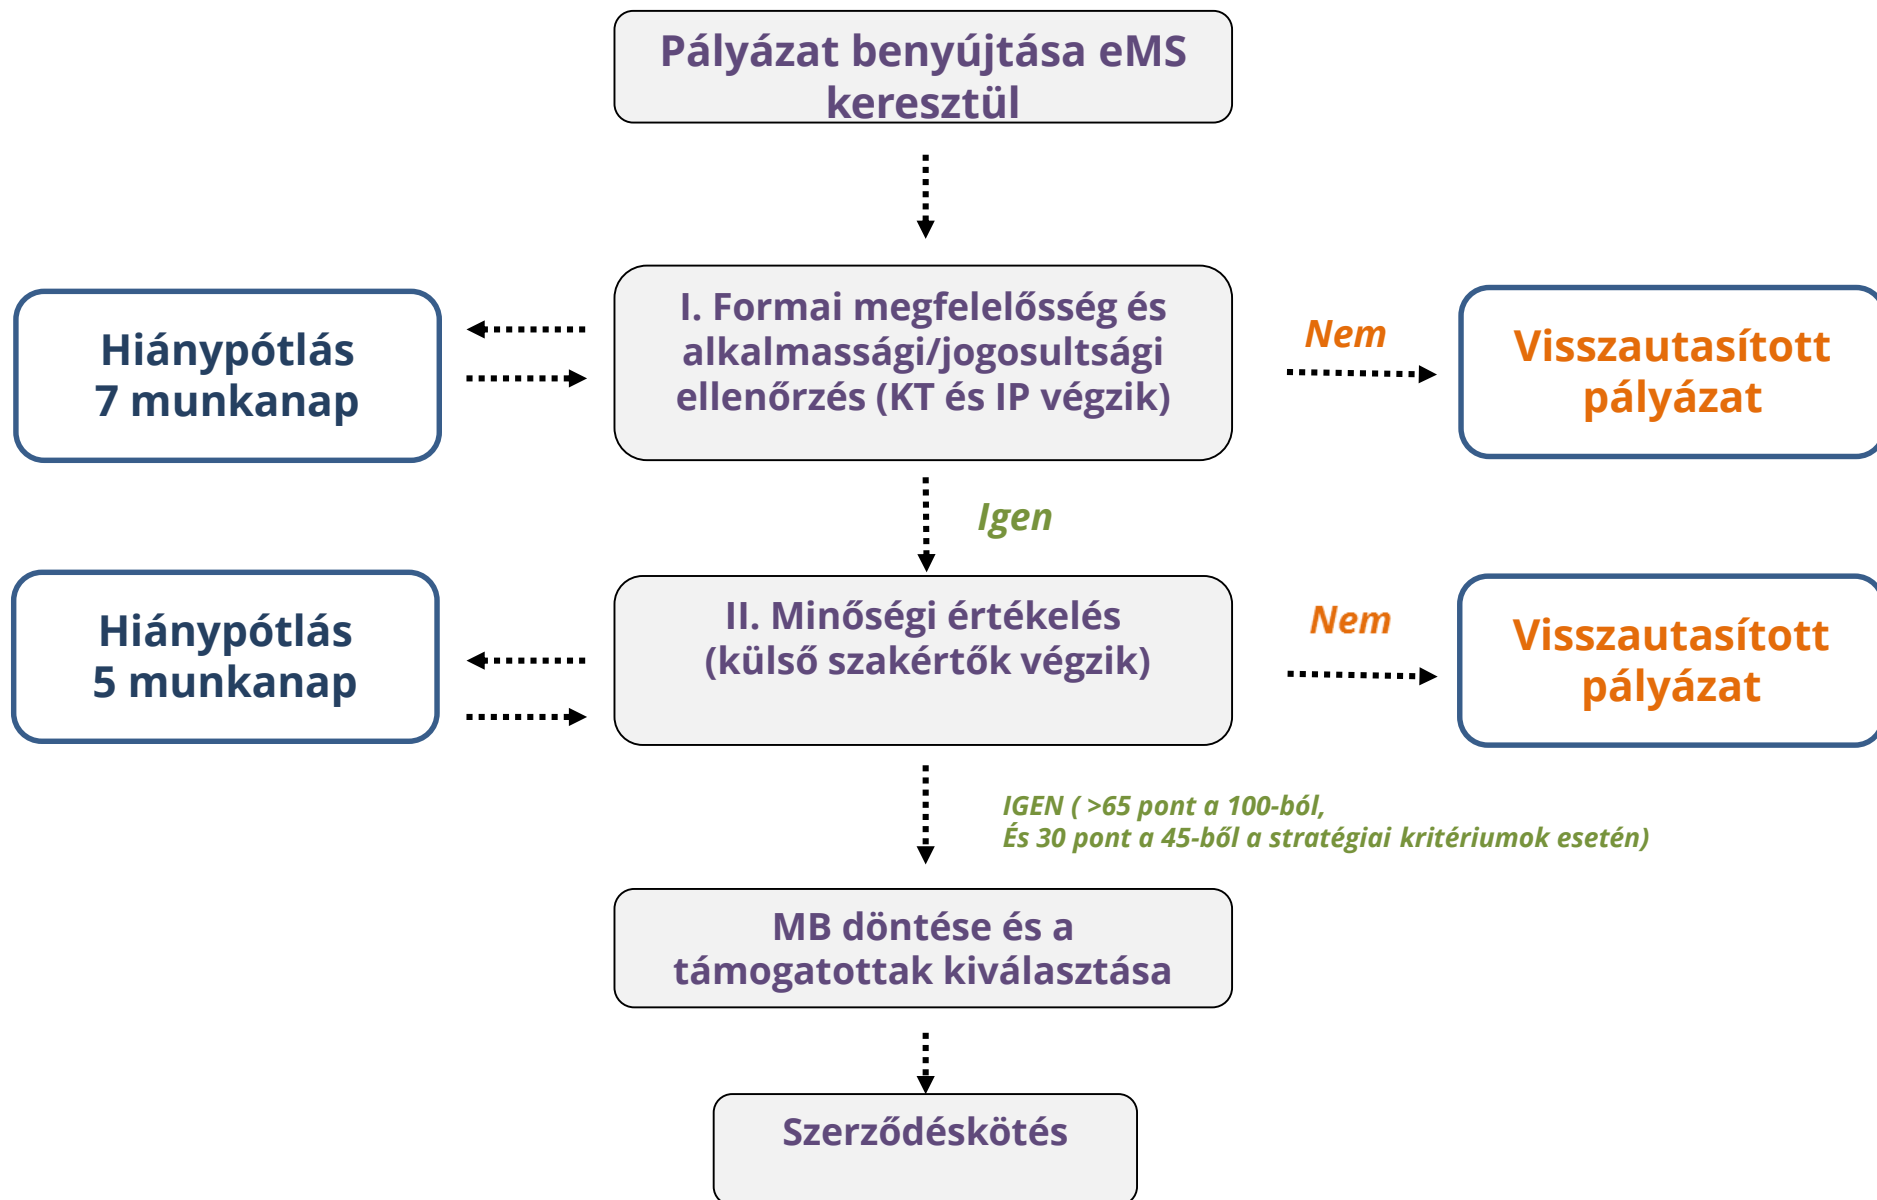 Pályázat benyújtása eMS
keresztül
I. Formai megfelelősség és
alkalmassági/jogosultsági
ellenőrzés (KT és IP végzik)
Hiánypótlás
7 munkanap
Nem
Visszautasított
pályázat
Igen
II. Minőségi értékelés
(külső szakértők végzik)
Hiánypótlás
5 munkanap
Nem
Visszautasított
pályázat
IGEN ( >65 pont a 100-ból,
És 30 pont a 45-ből a stratégiai kritériumok esetén)
MB döntése és a
támogatottak kiválasztása
Szerződéskötés